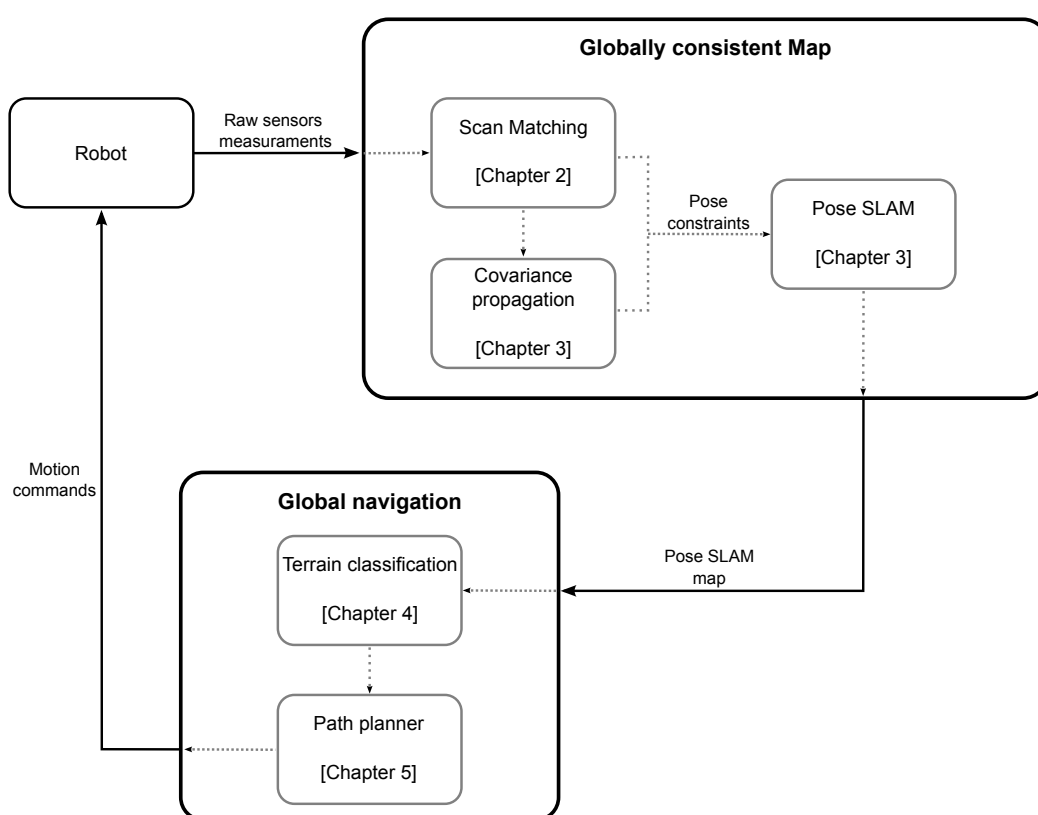 Globally consistent Map
Robot
Raw sensors
measuraments
Scan Matching
[Chapter 2]
Covariance
propagation
[Chapter 3]
Pose
constraints
Pose SLAM
[Chapter 3]
Motion
commands
Global navigation
Terrain classification
[Chapter 4]
Pose SLAM
map
Path planner
[Chapter 5]